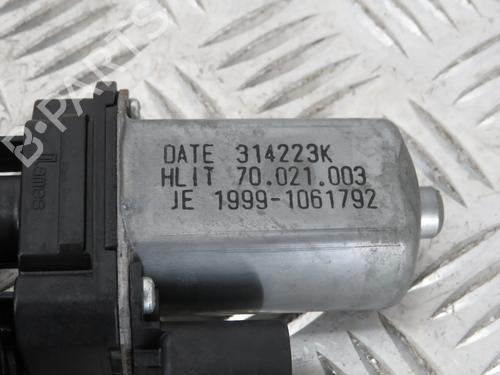 DATE 314223K
HLIT 70.021.003
JE 1999-1061792
B-PARTS